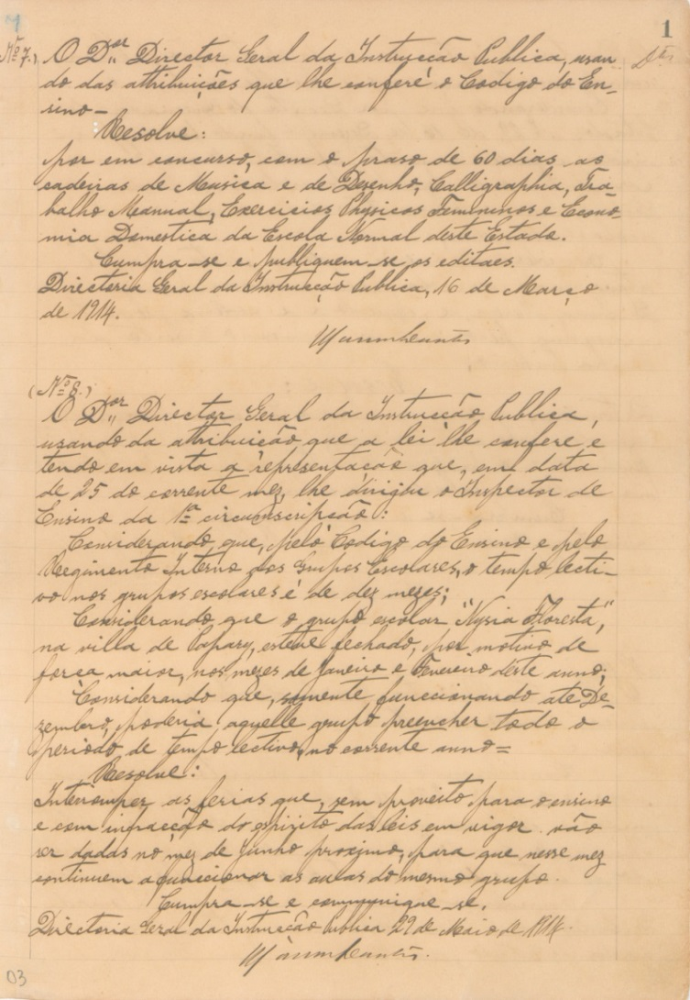 1
Nº 7.) O Dor Director Geral da Instrucção Publica, usan
do das attribuições que lhe confere o Codigo do En-
sino-
Resolve:
por em concurso, com o praso de 60 dias as
cadeiras de Musica e de Desenho, Calligraphia, Tra-
balho Manual, Exercicios Physicos Femininos e Econo-
mia Domestica da Escola Normal deste Estado.
Cumpra-se e publiquem-se os editaes.
Directoria Geral da Instrucção Publica, 16 de Março
de 1914.
(Nº 8.)
O Dor Director Geral da Instrucção Publica,
usando da attribuição que a lei lhe confere e
tendo em vista a representação que, em data
de 25 do corrente mez, lhe dirigiu o Inspector de
Ensino da 1ª circumscripsão:
Considerando que, pelo Codigo do Ensino e pelo
Regimento Interno dos Grupos Escolares, o tempo lecti-
vo nos grupos escolares é de dez mezes;
Considerando que o grupo escolar "Nysia Floresta",
na villa de Papary, esteve fechado, por motivo de
força maior, nos mezes de Janeiro e Fevereiro deste anno;
Considerando que, somente funccionando até De-
zembro, poderia aquelle grupo preencher todo o
periodo de tempo lectivo, no corrente anno=
Resolve:
Interromper as ferias que, sem proveito para o ensino
e com infracção do espirito das leis em vigor vão
ser dadas no mez de Junho proximo, para que nesse mez
continuem a funccionar as aulas do mesmo grupo.
Cumpra-se e communique-se.
Directoria Geral da Instrucção Publica 29 de Maio de 1914.
03